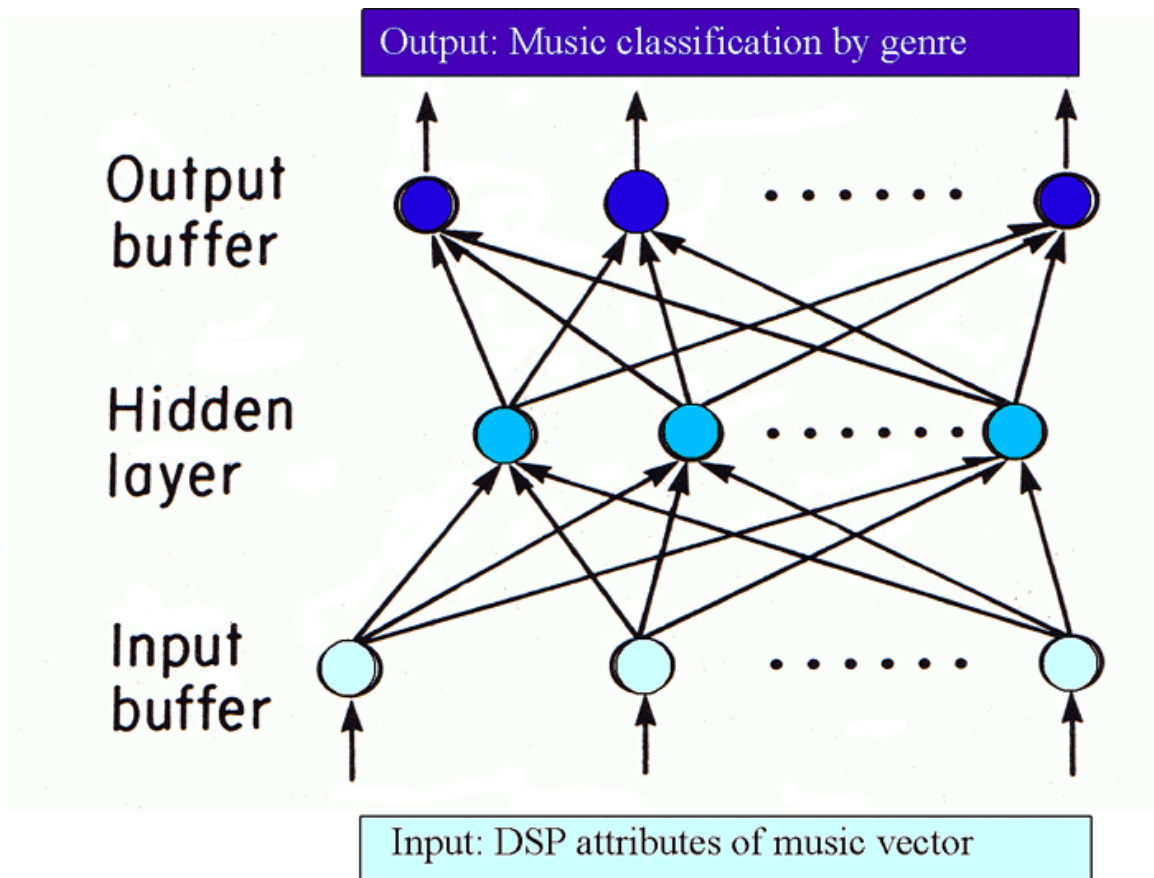 Output: Music classification by genre
Output
buffer
Hidden
layer
Input
buffer
Input: DSP attributes of music vector